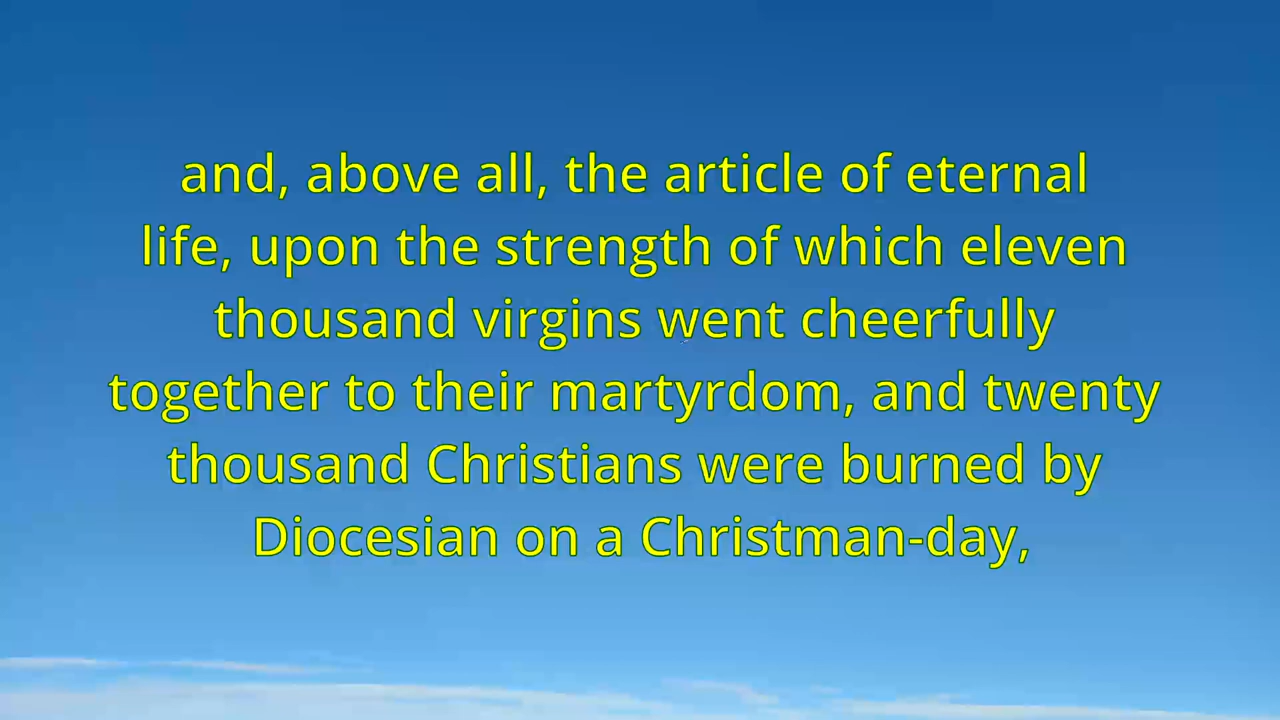 and, above all, the article of eternal
life, upon the strength of which eleven
thousand virgins went cheerfully
together to their martyrdom, and twenty
thousand Christians were burned by
Diocesian on a Christman-day,